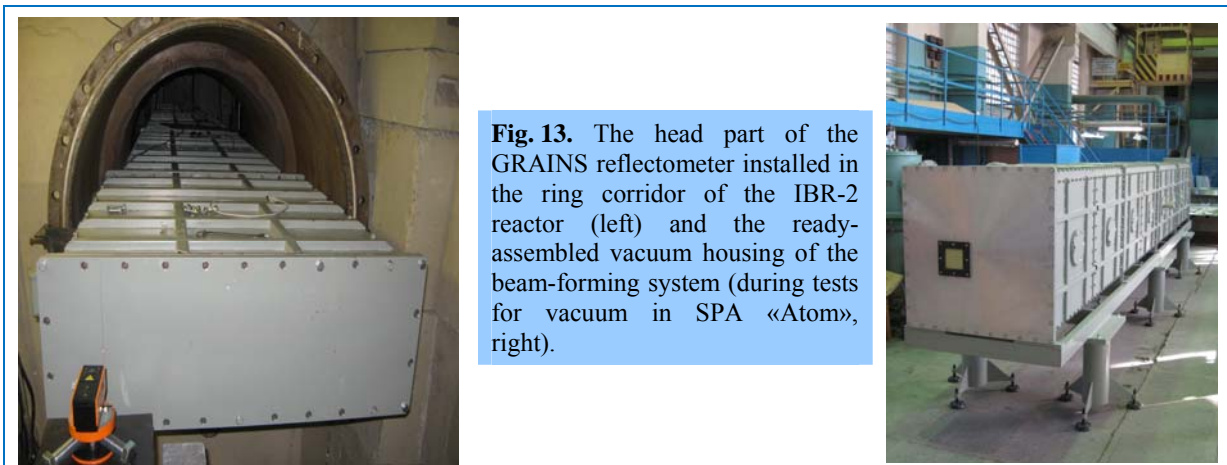 Fig. 13. The head part of the
GRAINS reflectometer installed in
the ring corridor of the IBR-2
reactor (left) and the ready-
assembled vacuum housing of the
beam-forming system (during tests
for vacuum in SPA «Atom»,
right).